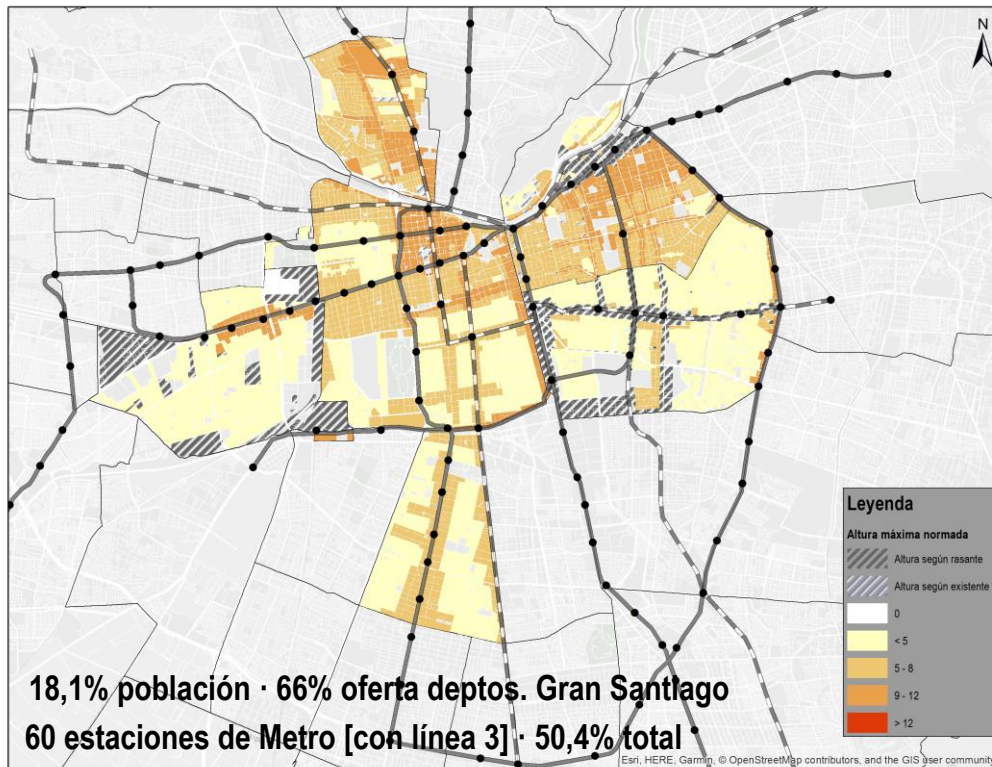 N
Leyenda
Altura máxima normada
Altura según rasante
Altura según existente
0
< 5
5 - 8
9 - 12
> 12
18,1% población · 66% oferta deptos. Gran Santiago
60 estaciones de Metro [con línea 3] · 50,4% total
Esri, HERE, Garmin, © OpenStreetMap contributors, and the GIS user community